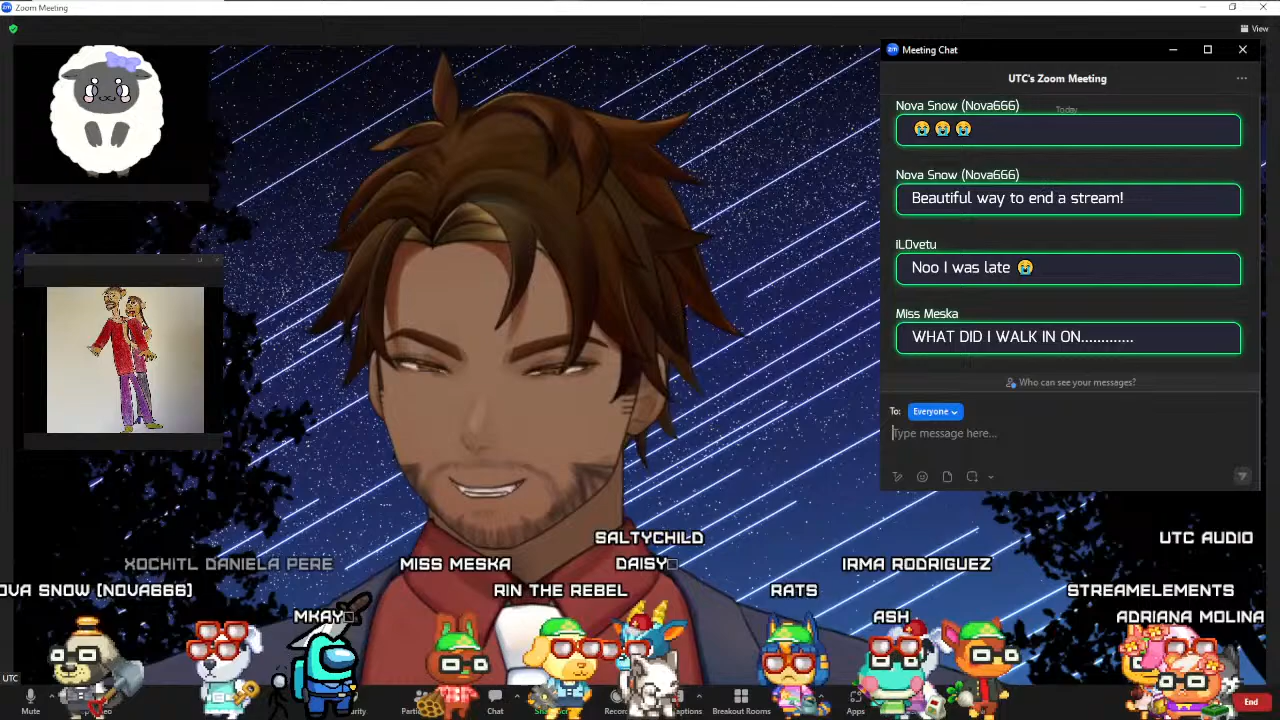 Zoom Meeting
View
Meeting Chat
UTC's Zoom Meeting
Today
Nova Snow (Nova666)
😭😭😭
Nova Snow (Nova666)
Beautiful way to end a stream!
ILOvetu
Noo I was late 😭
Miss Meska
WHAT DID I WALK IN ON.............
Who can see your messages?
To: Everyone
Type message here...
SALTYCHILD
UTC AUDIO
XOCHITL DANIELA PERE
MISS MESKA
DAISY
IRMA RODRIGUEZ
OVA SNOW [NOVA666]
RIN THE REBEL
RATS
STREAMELEMENTS
MKAY
ASH
ADRIANA MOLINA
UTC
Mute
Chat
Breakout Rooms
Apps
End